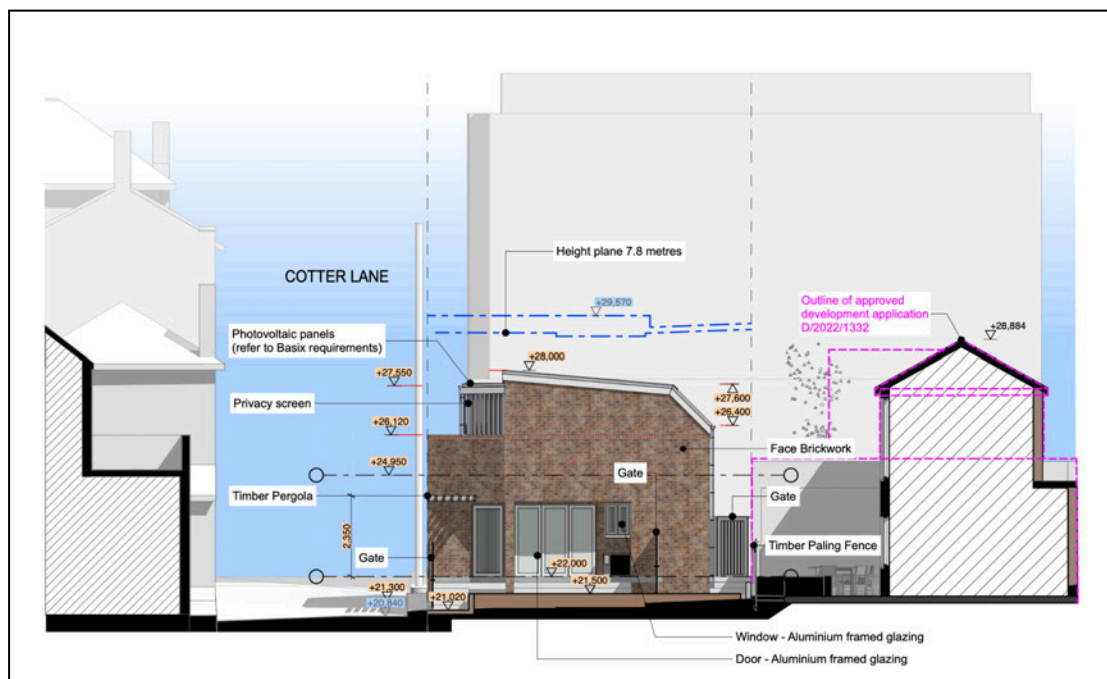 Height plane 7.8 metres
COTTER LANE
+29,570
Outline of approved
development application
D/2022/1332
+28,884
Photovoltaic panels
(refer to Basix requirements)
+28,000
+27,550
+27,600
Privacy screen
+26,400
+26,120
Face Brickwork
+24,950
Gate
Timber Pergola
Gate
2,350
Timber Paling Fence
Gate
+22,000
+21,500
+21,300
+21,020
+20,840
Window - Aluminium framed glazing
Door - Aluminium framed glazing